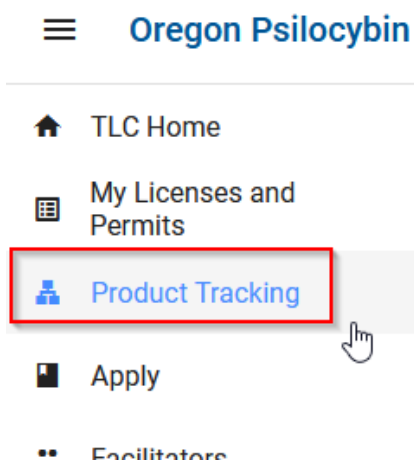 Oregon Psilocybin
TLC Home
My Licenses and
Permits
Product Tracking
Apply
Facilitators